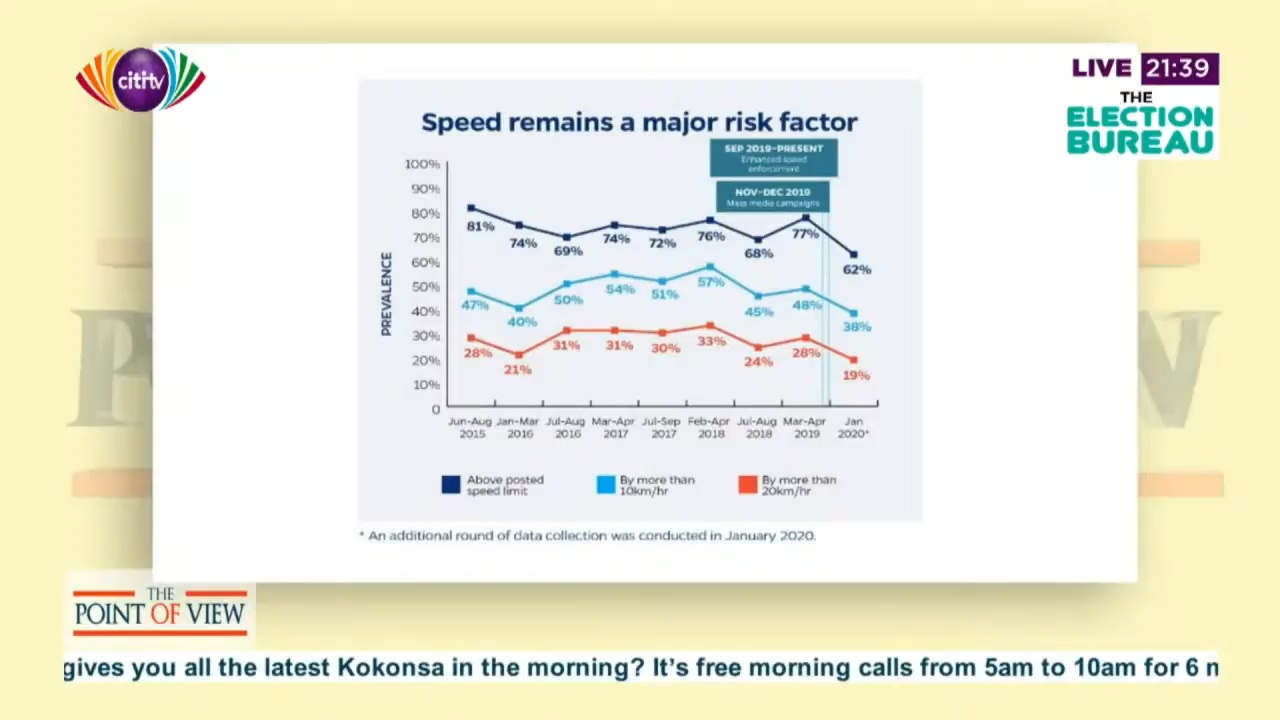 cititv
LIVE 21:39
THE
ELECTION
BUREAU
Speed remains a major risk factor
SEP 2019-PRESENT
Enhanced speed
enforcement
NOV-DEC 2019
Mass media campaigns
PREVALENCE
100%
90%
80%
70%
60%
50%
40%
30%
20%
10%
0
81% 74% 69% 74% 72% 76% 68% 77% 62%
47% 40% 50% 54% 51% 57% 45% 48% 38%
28% 21% 31% 31% 30% 33% 24% 28% 19%
Jun-Aug Jan-Mar Jul-Aug Mar-Apr Jul-Sep Feb-Apr Jul-Aug Mar-Apr Jan
2015 2016 2016 2017 2017 2018 2018 2019 2020*
Above posted By more than By more than
speed limit 10km/hr 20km/hr
* An additional round of data collection was conducted in January 2020.
THE
POINT OF VIEW
gives you all the latest Kokonsa in the morning? It's free morning calls from 5am to 10am for 6